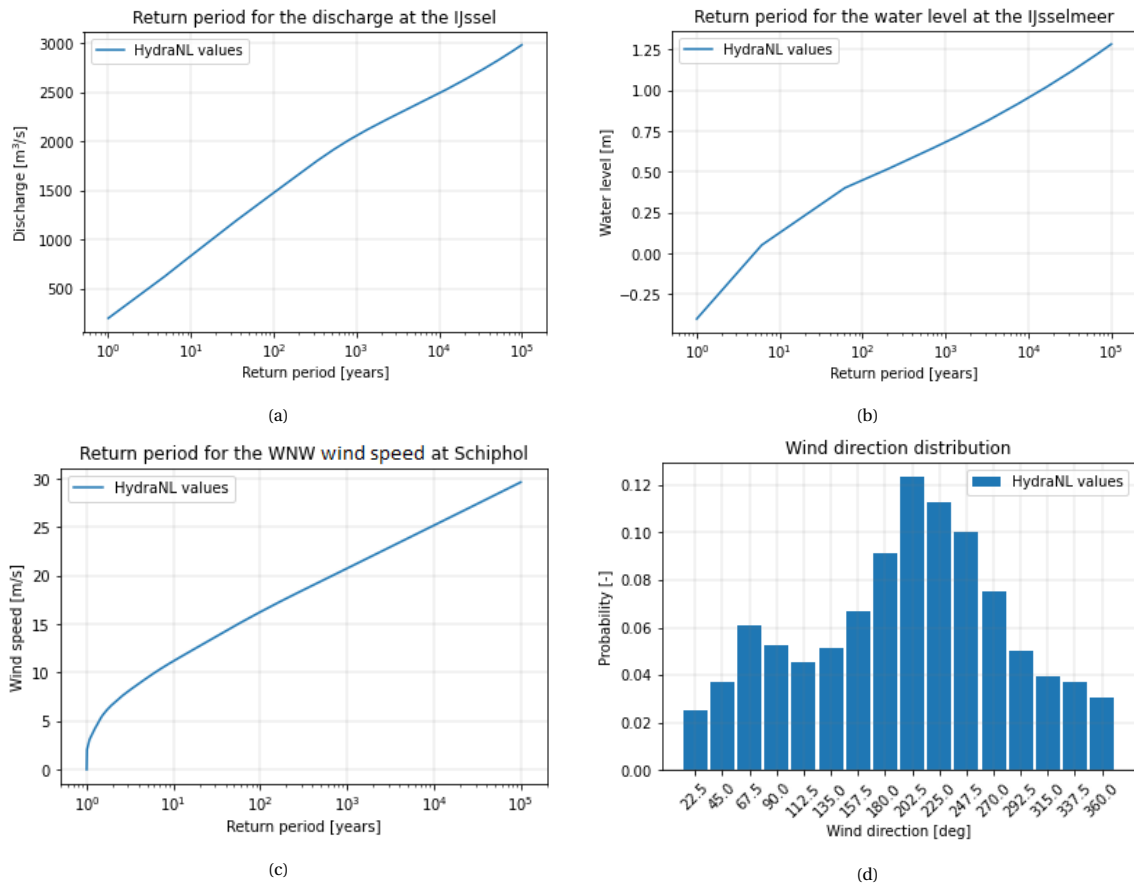 Return period for the discharge at the IJssel
HydraNL values
3000
2500
2000
1500
1000
500
Discharge [m³/s]
10⁰ 10¹ 10² 10³ 10⁴ 10⁵
Return period [years]
(a)
Return period for the water level at the IJsselmeer
HydraNL values
1.25
1.00
0.75
0.50
0.25
0.00
−0.25
Water level [m]
10⁰ 10¹ 10² 10³ 10⁴ 10⁵
Return period [years]
(b)
Return period for the WNW wind speed at Schiphol
HydraNL values
30
25
20
15
10
5
0
Wind speed [m/s]
10⁰ 10¹ 10² 10³ 10⁴ 10⁵
Return period [years]
(c)
Wind direction distribution
HydraNL values
0.12
0.10
0.08
0.06
0.04
0.02
0.00
Probability [-]
22.5 45.0 67.5 90.0 112.5 135.0 157.5 180.0 202.5 225.0 247.5 270.0 292.5 315.0 337.5 360.0
Wind direction [deg]
(d)